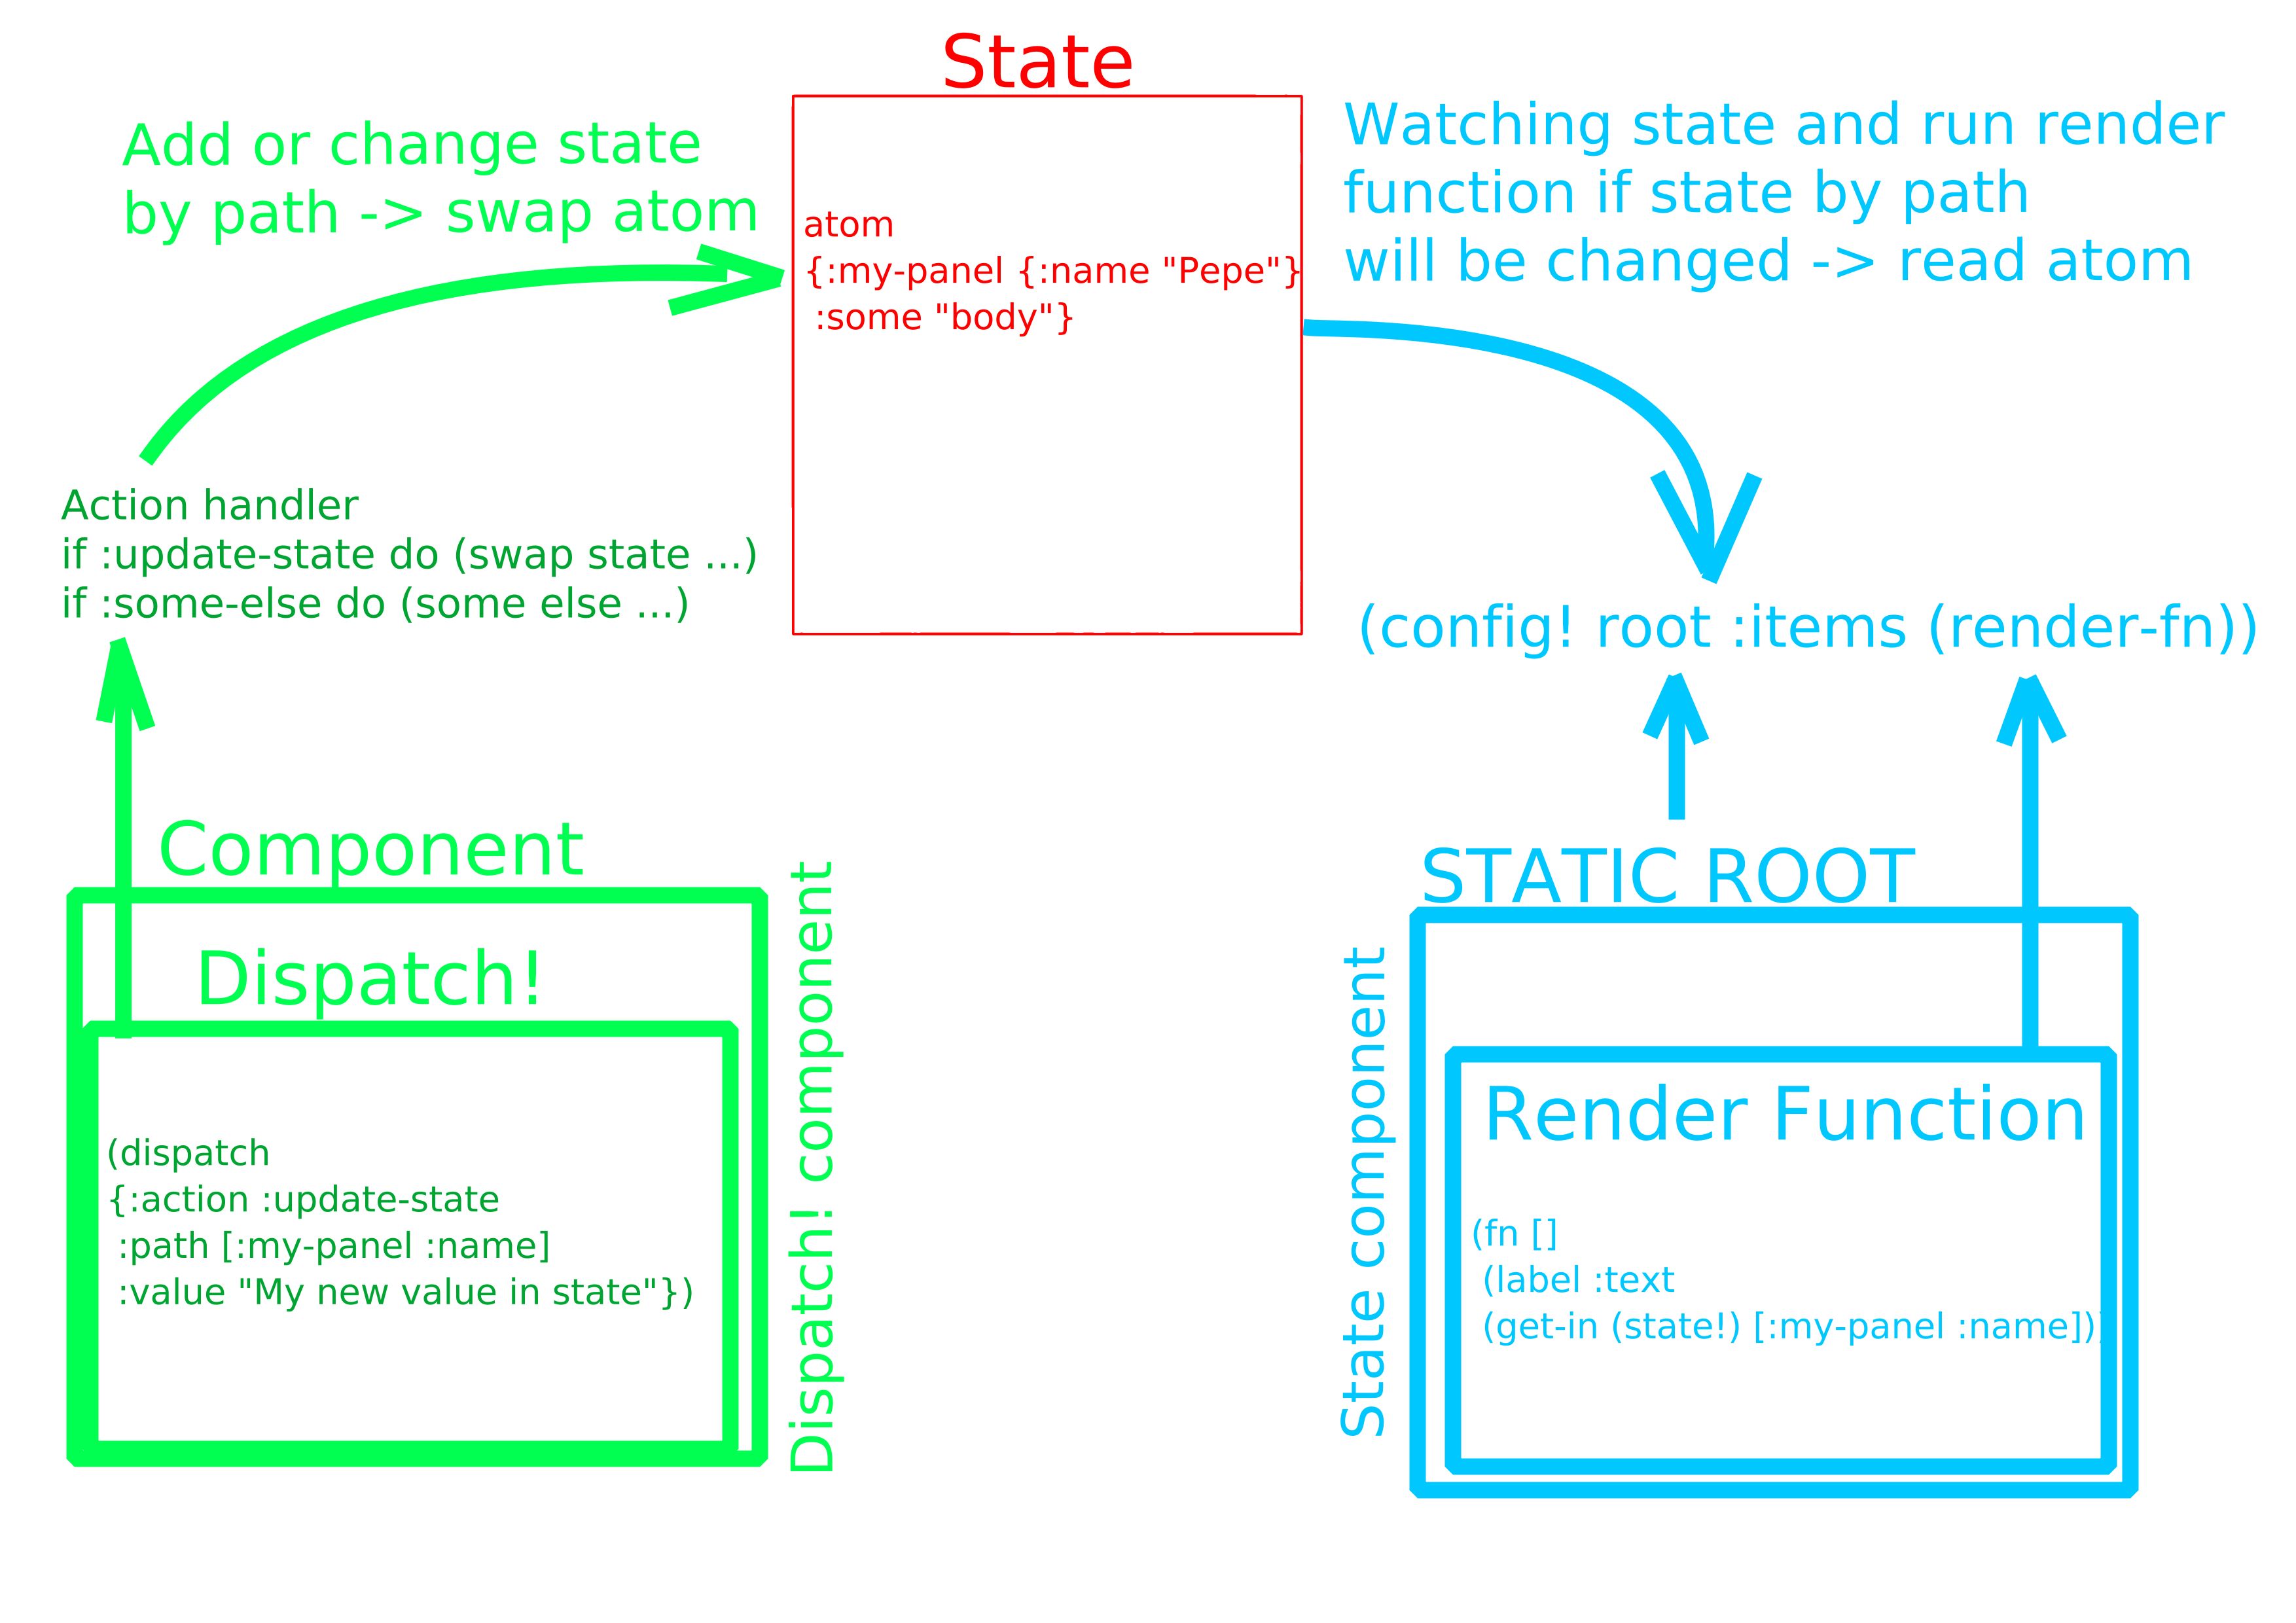 State
Add or change state
by path -> swap atom
atom
{:my-panel {:name "Pepe"}
:some "body"}
Watching state and run render
function if state by path
will be changed -> read atom
Action handler
if :update-state do (swap state ...)
if :some-else do (some else ...)
(config! root :items (render-fn))
Component
Dispatch!
(dispatch
{:action :update-state
:path [:my-panel :name]
:value "My new value in state"})
Dispatch! component
State component
STATIC ROOT
Render Function
(fn []
(label :text
(get-in (state!) [:my-panel :name]))